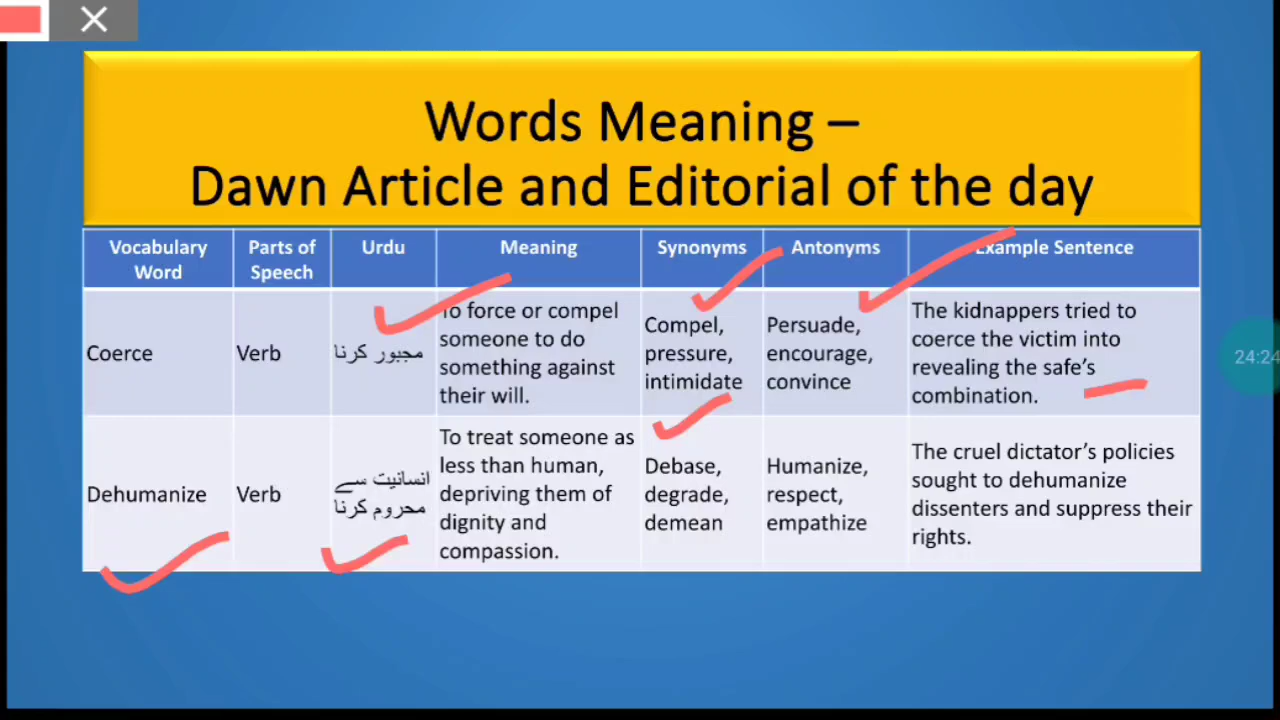 Words Meaning –
Dawn Article and Editorial of the day
Vocabulary Word
Parts of Speech
Urdu
Meaning
Synonyms
Antonyms
Example Sentence
Coerce
Verb
مجبور کرنا
To force or compel
someone to do
something against
their will.
Compel,
pressure,
intimidate
Persuade,
encourage,
convince
The kidnappers tried to
coerce the victim into
revealing the safe's
combination.
Dehumanize
Verb
انسانیت سے
محروم کرنا
To treat someone as
less than human,
depriving them of
dignity and
compassion.
Debase,
degrade,
demean
Humanize,
respect,
empathize
The cruel dictator's policies
sought to dehumanize
dissenters and suppress their
rights.
24:24